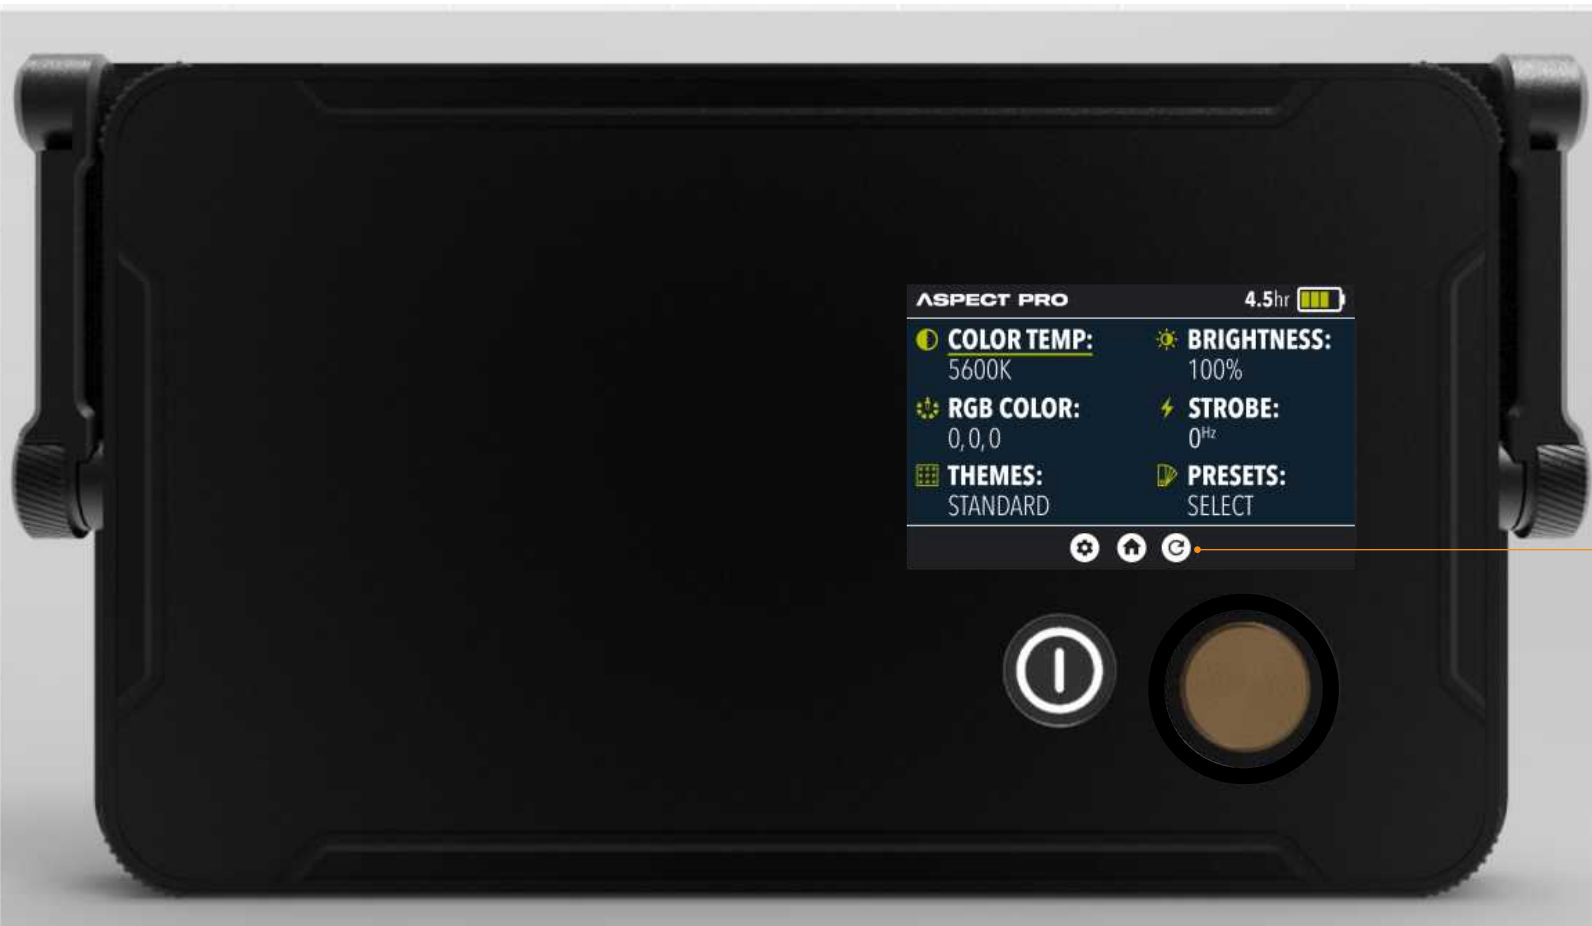 ASPECT PRO 4.5hr
COLOR TEMP: BRIGHTNESS:
5600K 100%
RGB COLOR: STROBE:
0,0,0 0Hz
THEMES: PRESETS:
STANDARD SELECT